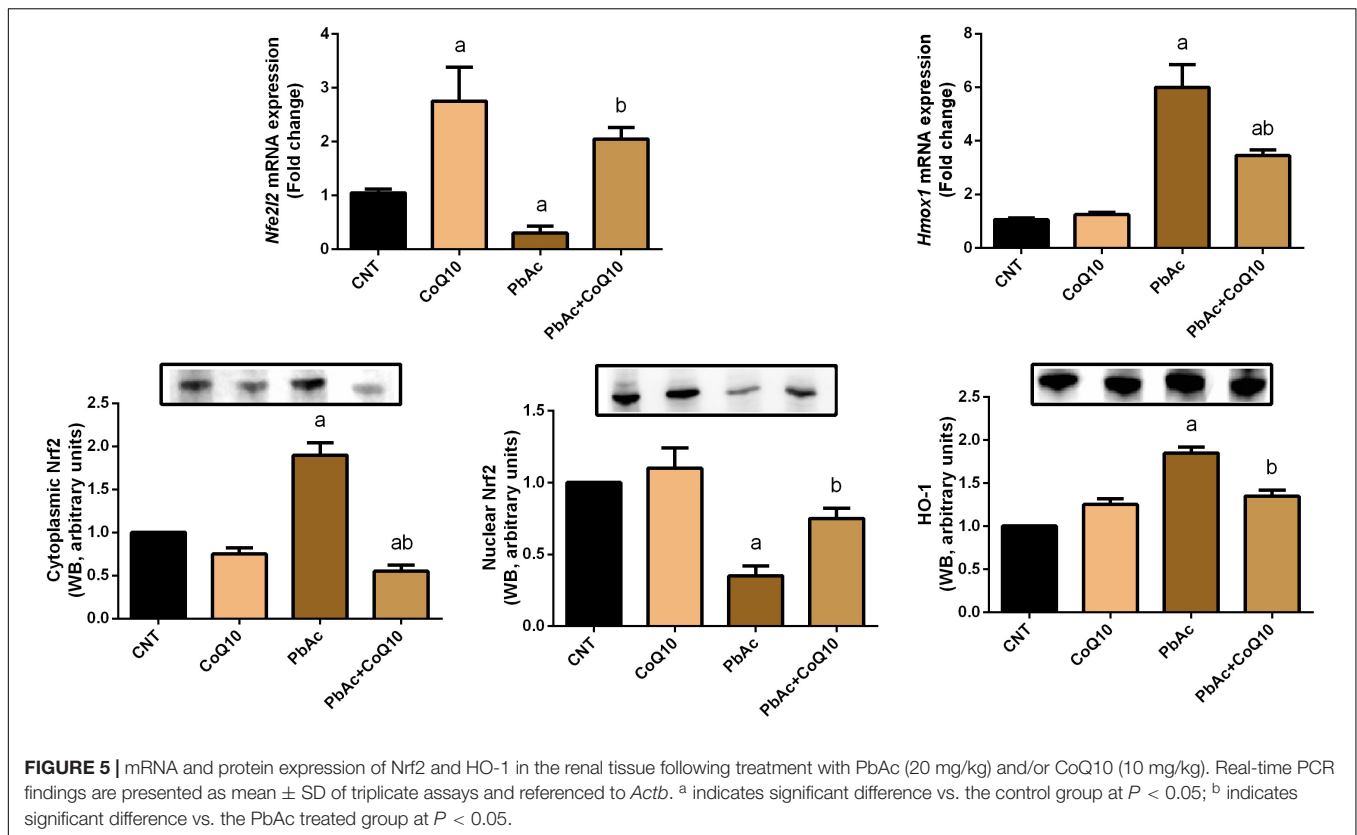 Nfe2l2 mRNA expression
(Fold change)
4
3
2
1
0
a
a
b
CNT
CoQ10
PbAc
PbAc+CoQ10
Hmox1 mRNA expression
(Fold change)
8
6
4
2
0
a
ab
CNT
CoQ10
PbAc
PbAc+CoQ10
Cytoplasmic Nrf2
(WB, arbitrary units)
2.5
2.0
1.5
1.0
0.5
0.0
a
ab
CNT
CoQ10
PbAc
PbAc+CoQ10
Nuclear Nrf2
(WB, arbitrary units)
1.5
1.0
0.5
0.0
a
b
CNT
CoQ10
PbAc
PbAc+CoQ10
HO-1
(WB, arbitrary units)
2.5
2.0
1.5
1.0
0.5
0.0
a
b
CNT
CoQ10
PbAc
PbAc+CoQ10
FIGURE 5 | mRNA and protein expression of Nrf2 and HO-1 in the renal tissue following treatment with PbAc (20 mg/kg) and/or CoQ10 (10 mg/kg). Real-time PCR
findings are presented as mean ± SD of triplicate assays and referenced to Actb. a indicates significant difference vs. the control group at P < 0.05; b indicates
significant difference vs. the PbAc treated group at P < 0.05.